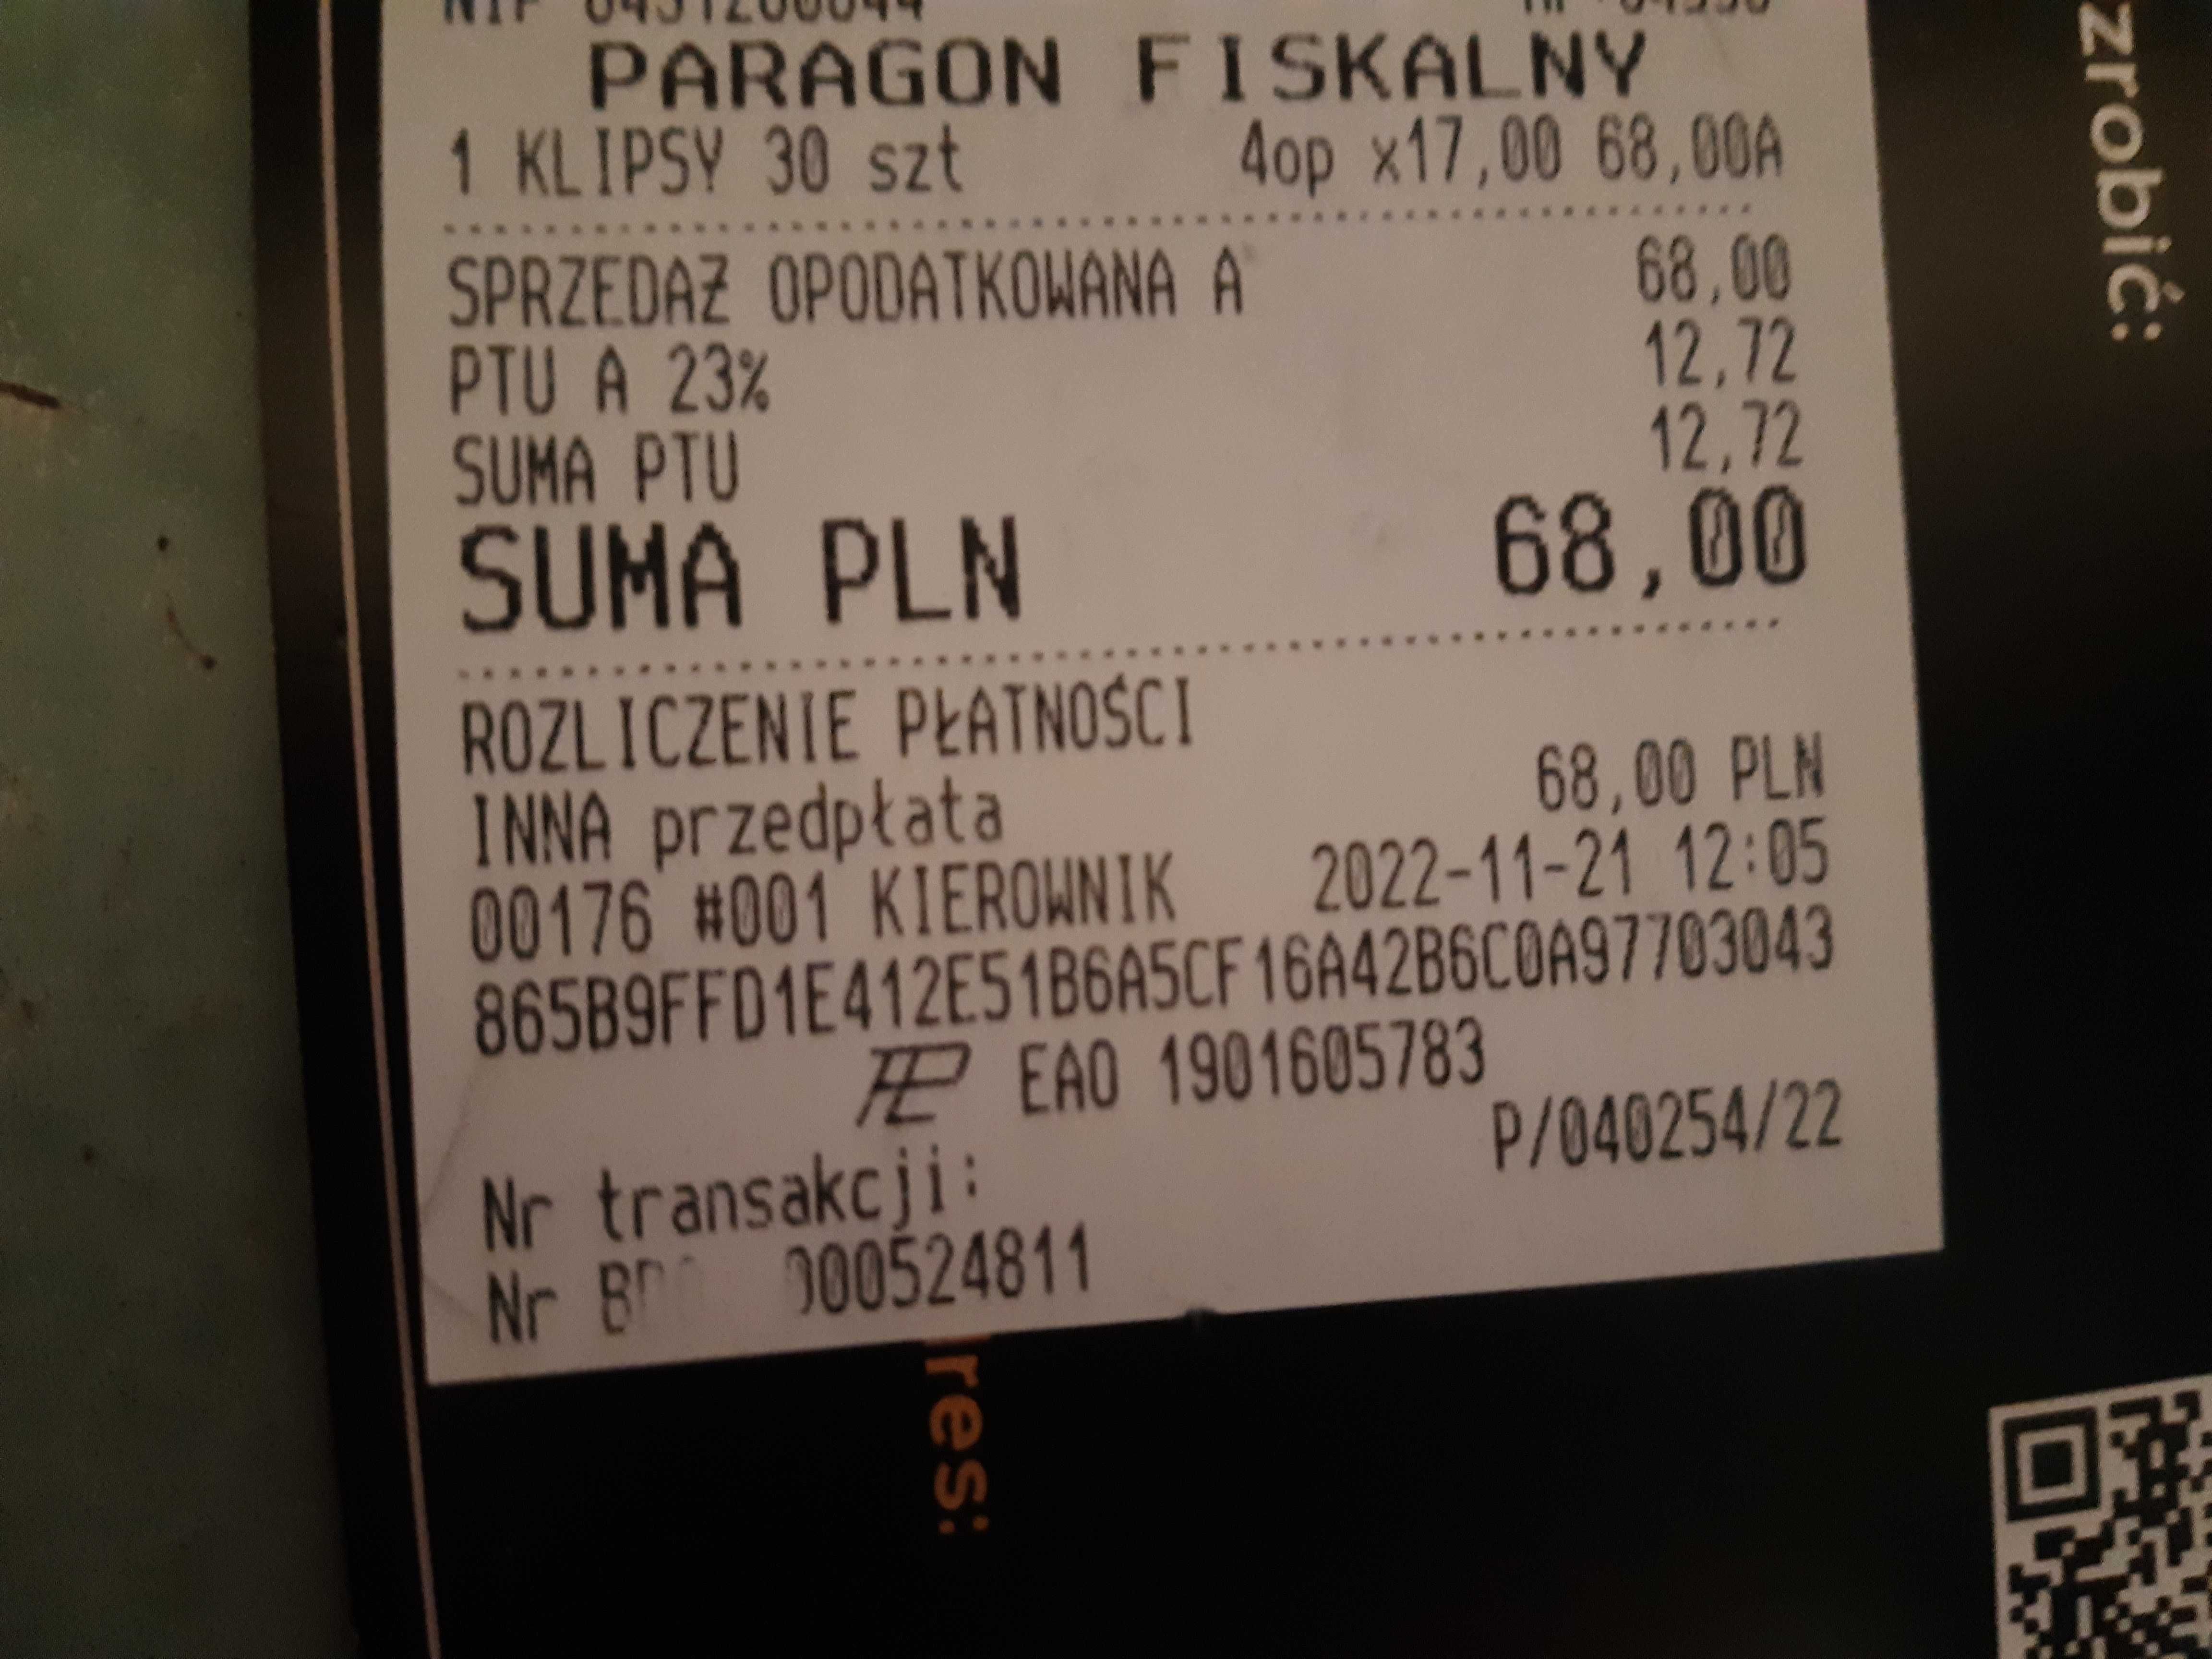 PARAGON FISKALNY
1 KLIPSY 30 szt 4op x17,00 68,00A
SPRZEDAŻ OPODATKOWANA A 68,00
PTU A 23% 12,72
SUMA PTU 12,72
SUMA PLN 68,00
ROZLICZENIE PŁATNOŚCI
INNA przedpłata 68,00 PLN
00176 #001 KIEROWNIK 2022-11-21 12:05
865B9FFD1E412E51B6A5CF16A42B6C0A97703043
EAO 1901605783
Nr transakcji: P/040254/22
Nr 000524811
res:
zrobić: